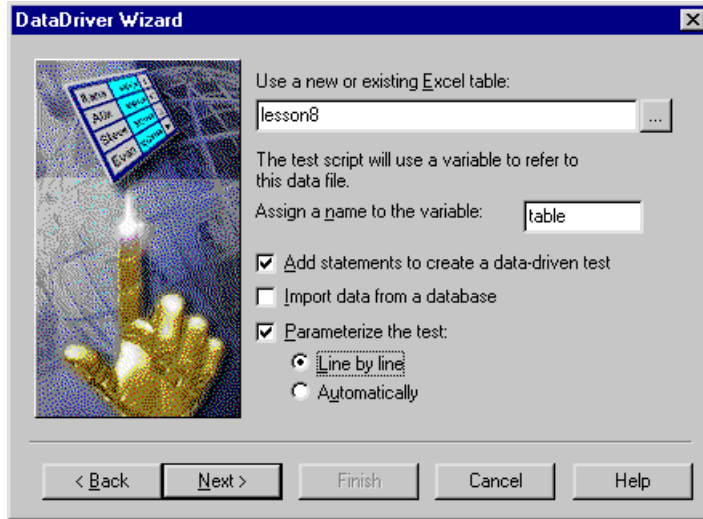 DataDriver Wizard
Use a new or existing Excel table:
lesson8
...
The test script will use a variable to refer to
this data file.
Assign a name to the variable:
table
Add statements to create a data-driven test
Import data from a database
Parameterize the test:
Line by line
Automatically
< Back
Next >
Finish
Cancel
Help